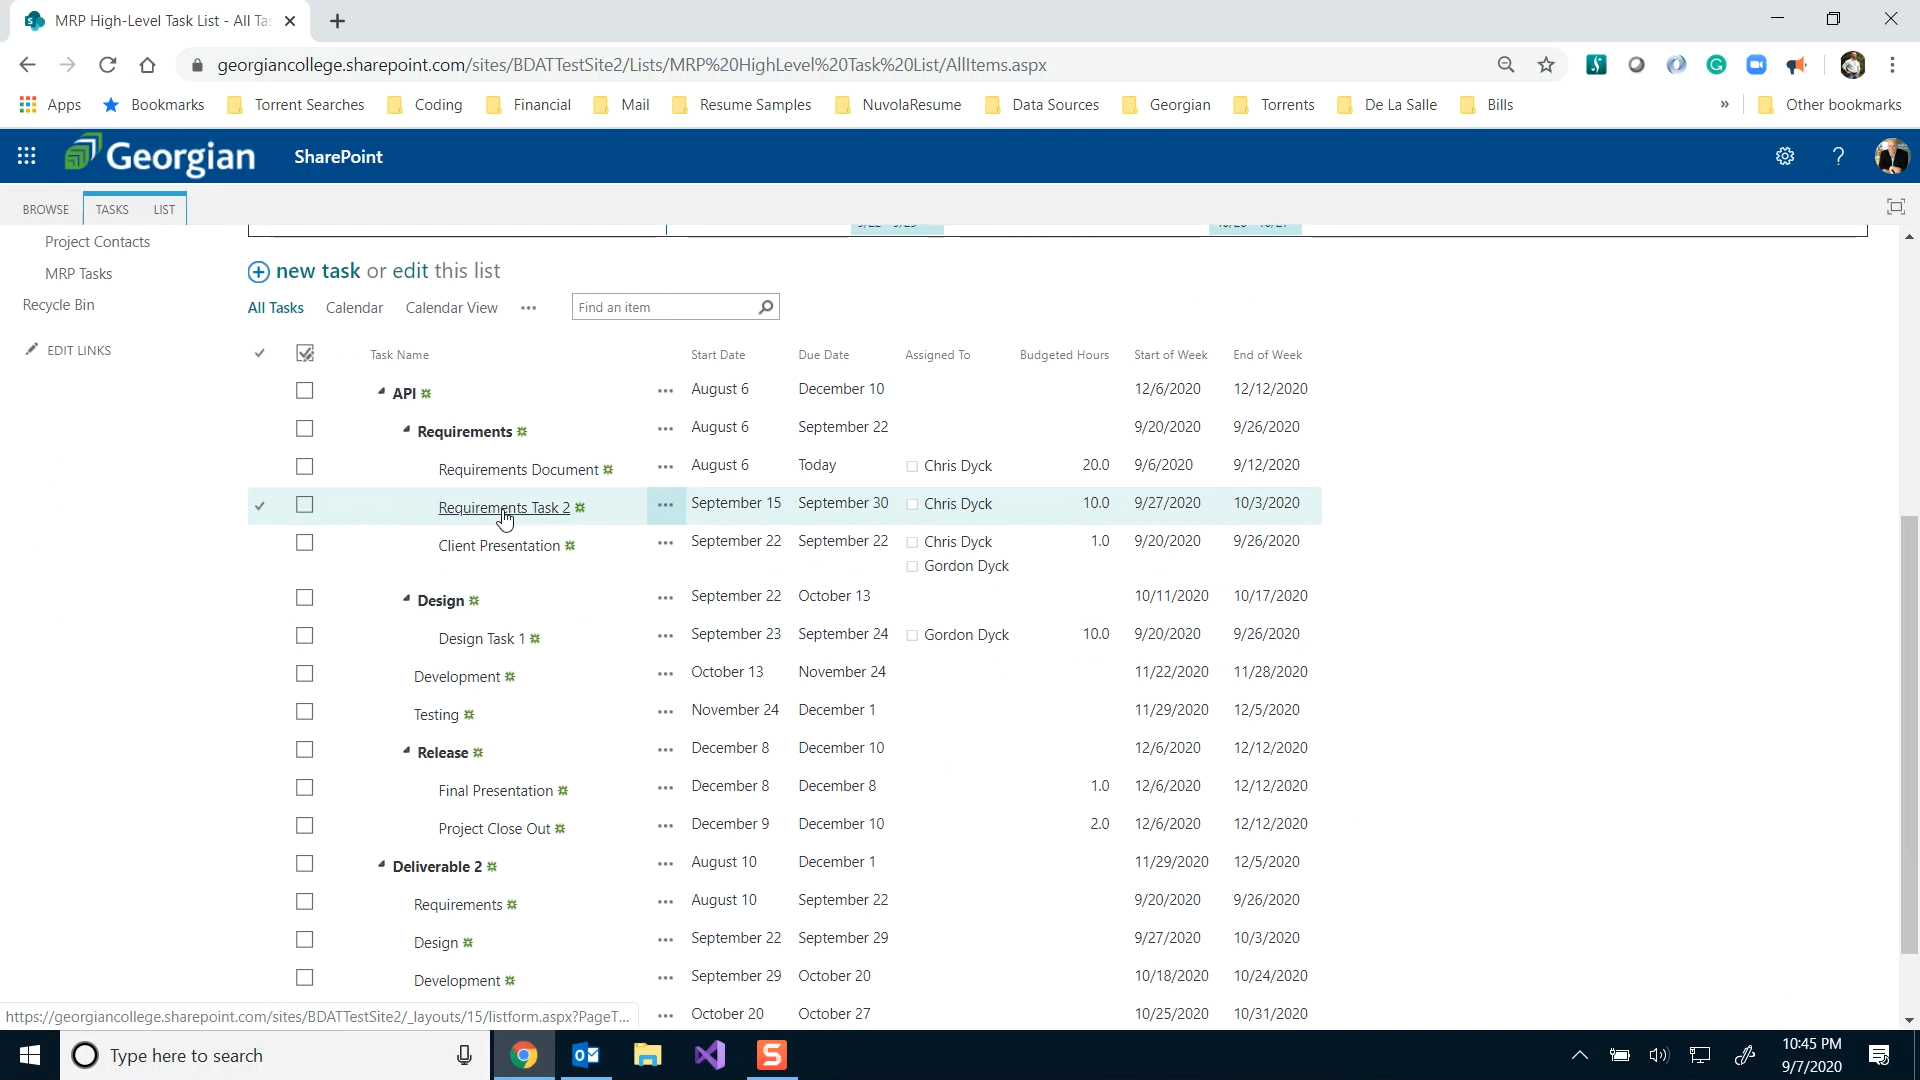 MRP High-Level Task List - All Tas
georgiancollege.sharepoint.com/sites/BDATTestSite2/Lists/MRP%20HighLevel%20Task%20List/AllItems.aspx
Apps Bookmarks Torrent Searches Coding Financial Mail Resume Samples NuvolaResume Data Sources Georgian Torrents De La Salle Bills » Other bookmarks
Georgian SharePoint ?
BROWSE TASKS LIST
Project Contacts
MRP Tasks
Recycle Bin
EDIT LINKS
new task or edit this list
All Tasks Calendar Calendar View ··· Find an item
Task Name Start Date Due Date Assigned To Budgeted Hours Start of Week End of Week
API ··· August 6 December 10 12/6/2020 12/12/2020
Requirements ··· August 6 September 22 9/20/2020 9/26/2020
Requirements Document ··· August 6 Today Chris Dyck 20.0 9/6/2020 9/12/2020
Requirements Task 2 ··· September 15 September 30 Chris Dyck 10.0 9/27/2020 10/3/2020
Client Presentation ··· September 22 September 22 Chris Dyck 1.0 9/20/2020 9/26/2020
Gordon Dyck
Design ··· September 22 October 13 10/11/2020 10/17/2020
Design Task 1 ··· September 23 September 24 Gordon Dyck 10.0 9/20/2020 9/26/2020
Development ··· October 13 November 24 11/22/2020 11/28/2020
Testing ··· November 24 December 1 11/29/2020 12/5/2020
Release ··· December 8 December 10 12/6/2020 12/12/2020
Final Presentation ··· December 8 December 8 1.0 12/6/2020 12/12/2020
Project Close Out ··· December 9 December 10 2.0 12/6/2020 12/12/2020
Deliverable 2 ··· August 10 December 1 11/29/2020 12/5/2020
Requirements ··· August 10 September 22 9/20/2020 9/26/2020
Design ··· September 22 September 29 9/27/2020 10/3/2020
Development ··· September 29 October 20 10/18/2020 10/24/2020
https://georgiancollege.sharepoint.com/sites/BDATTestSite2/_layouts/15/listform.aspx?PageT... ··· October 20 October 27 10/25/2020 10/31/2020
Type here to search
10:45 PM
9/7/2020